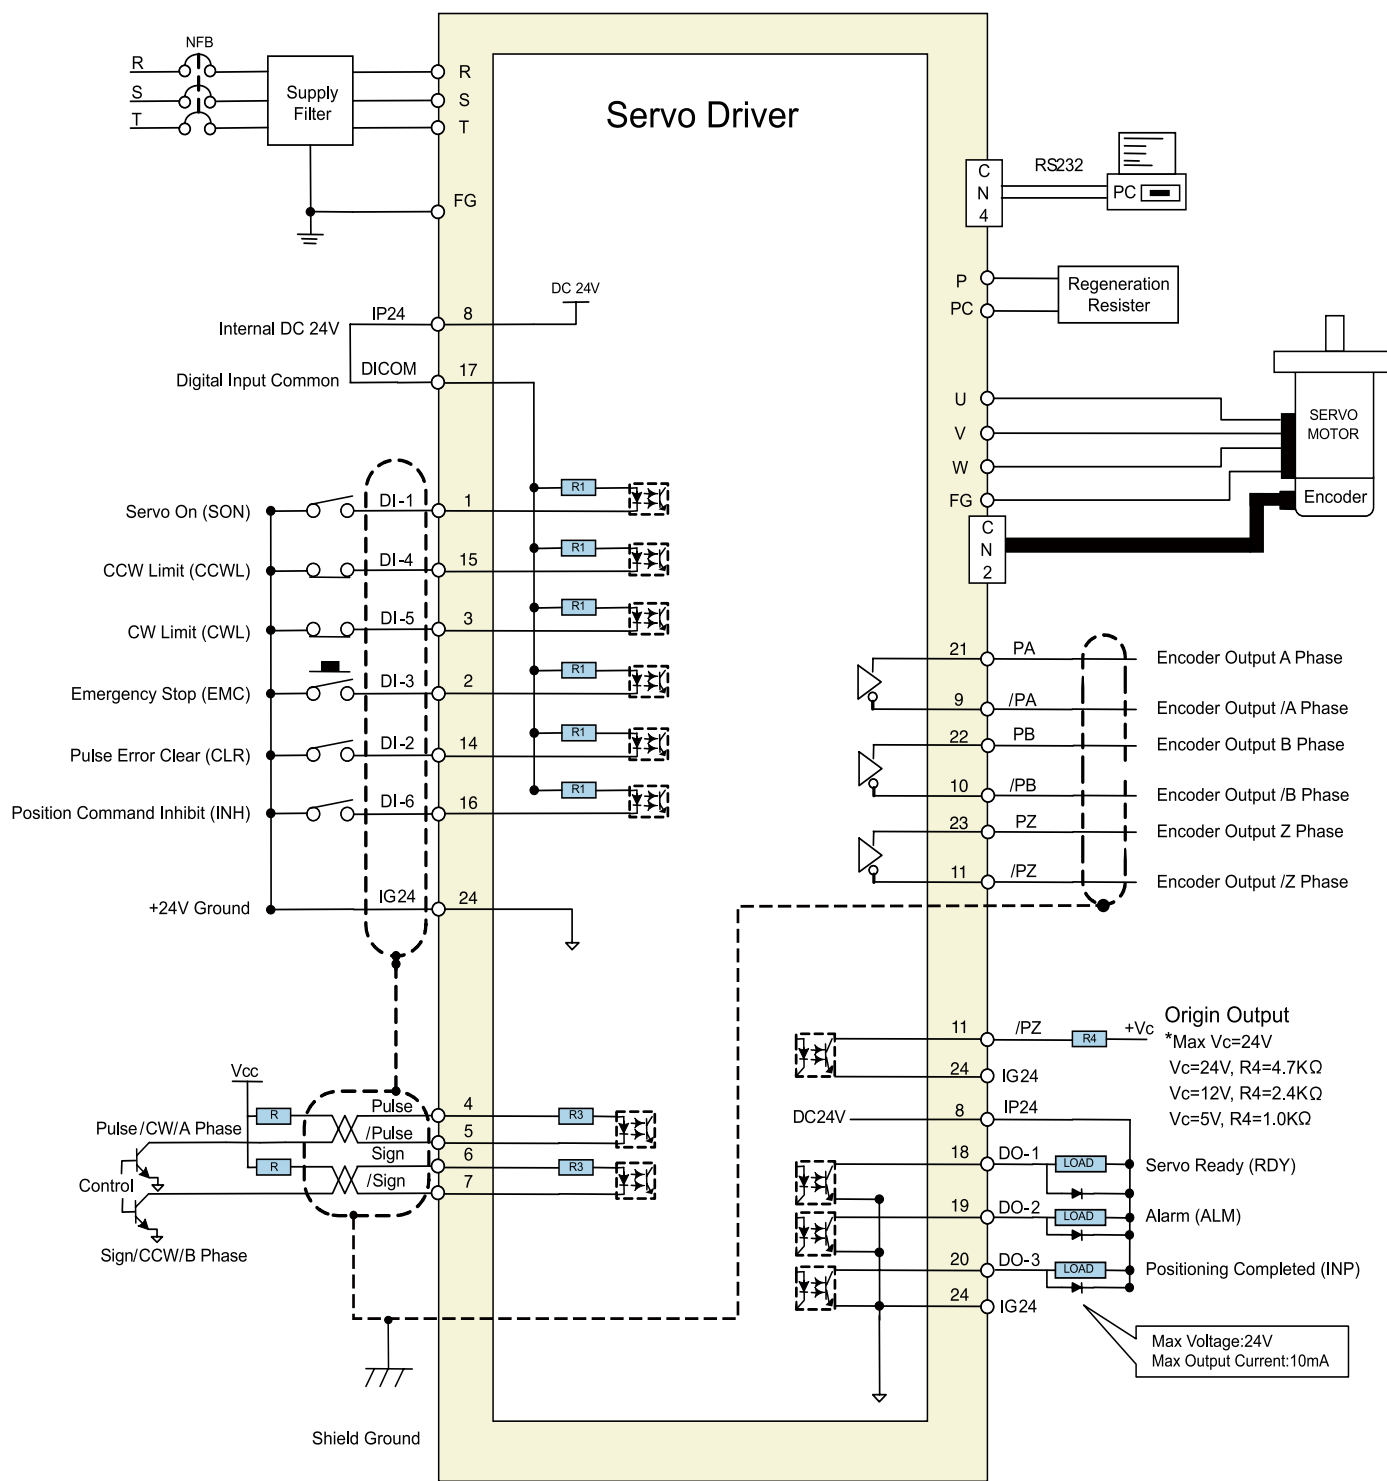 Servo Driver
NFB
R
S
T
Supply
Filter
R
S
T
FG
DC 24V
Internal DC 24V
IP24
8
Digital Input Common
DICOM
17
Servo On (SON)
DI-1
1
R1
CCW Limit (CCWL)
DI-4
15
R1
CW Limit (CWL)
DI-5
3
R1
Emergency Stop (EMC)
DI-3
2
R1
Pulse Error Clear (CLR)
DI-2
14
R1
Position Command Inhibit (INH)
DI-6
16
R1
+24V Ground
IG24
24
Vcc
R
Pulse
4
R3
Pulse/CW/A Phase
/Pulse
5
R
Sign
6
R3
Control
/Sign
7
Sign/CCW/B Phase
Shield Ground
C
N
4
RS232
PC
P
PC
Regeneration
Resister
U
V
W
FG
SERVO
MOTOR
Encoder
C
N
2
21
PA
Encoder Output A Phase
9
/PA
Encoder Output /A Phase
22
PB
Encoder Output B Phase
10
/PB
Encoder Output /B Phase
23
PZ
Encoder Output Z Phase
11
/PZ
Encoder Output /Z Phase
11
/PZ
R4
+Vc
Origin Output
*Max Vc=24V
Vc=24V, R4=4.7KΩ
Vc=12V, R4=2.4KΩ
Vc=5V, R4=1.0KΩ
24
IG24
DC24V
8
IP24
18
DO-1
LOAD
Servo Ready (RDY)
19
DO-2
LOAD
Alarm (ALM)
20
DO-3
LOAD
Positioning Completed (INP)
24
IG24
Max Voltage:24V
Max Output Current:10mA